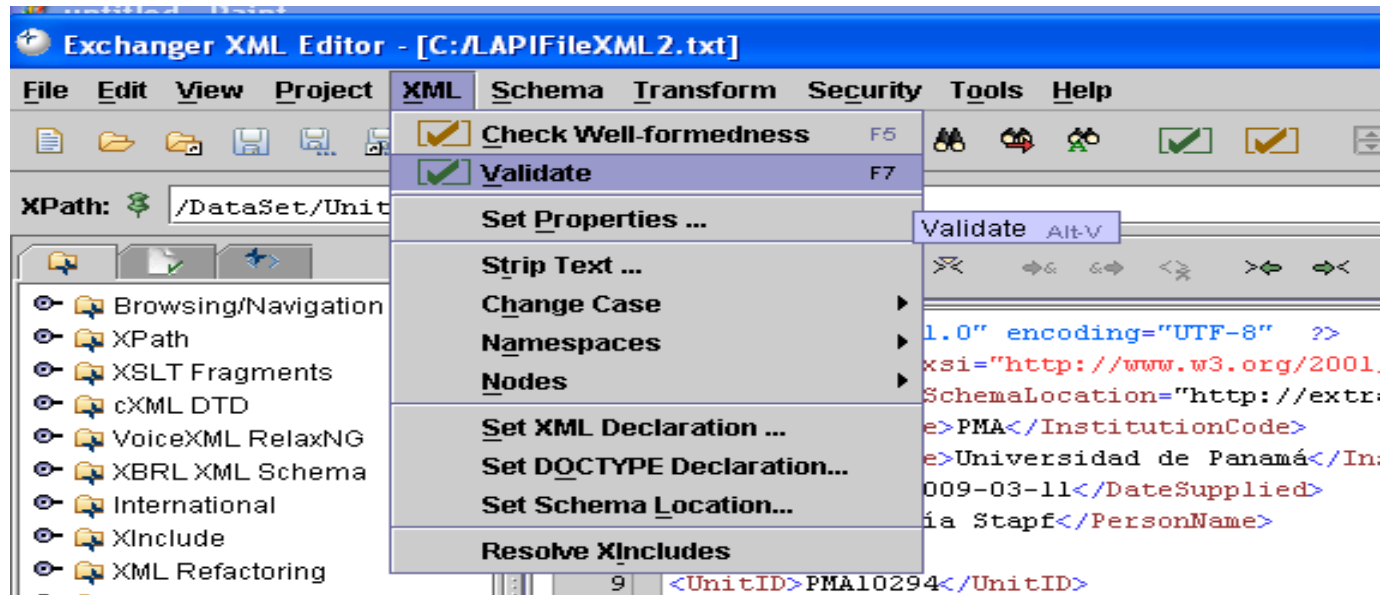 untitled - Paint
Exchanger XML Editor - [C:/LAPIFileXML2.txt]
File Edit View Project XML Schema Transform Security Tools Help
Check Well-formedness F5
Validate F7
XPath: /DataSet/Unit
Set Properties ...
Validate Alt-V
Strip Text ...
Change Case
Namespaces
Nodes
Set XML Declaration ...
Set DOCTYPE Declaration...
Set Schema Location...
Resolve XIncludes
Browsing/Navigation
XPath
XSLT Fragments
cXML DTD
VoiceXML RelaxNG
XBRL XML Schema
International
XInclude
XML Refactoring
1.0" encoding="UTF-8" ?>
xsi="http://www.w3.org/2001
SchemaLocation="http://extr
e>PMA</InstitutionCode>
e>Universidad de Panamá</In
009-03-11</DateSupplied>
ía Stapf</PersonName>
9 <UnitID>PMA10294</UnitID>